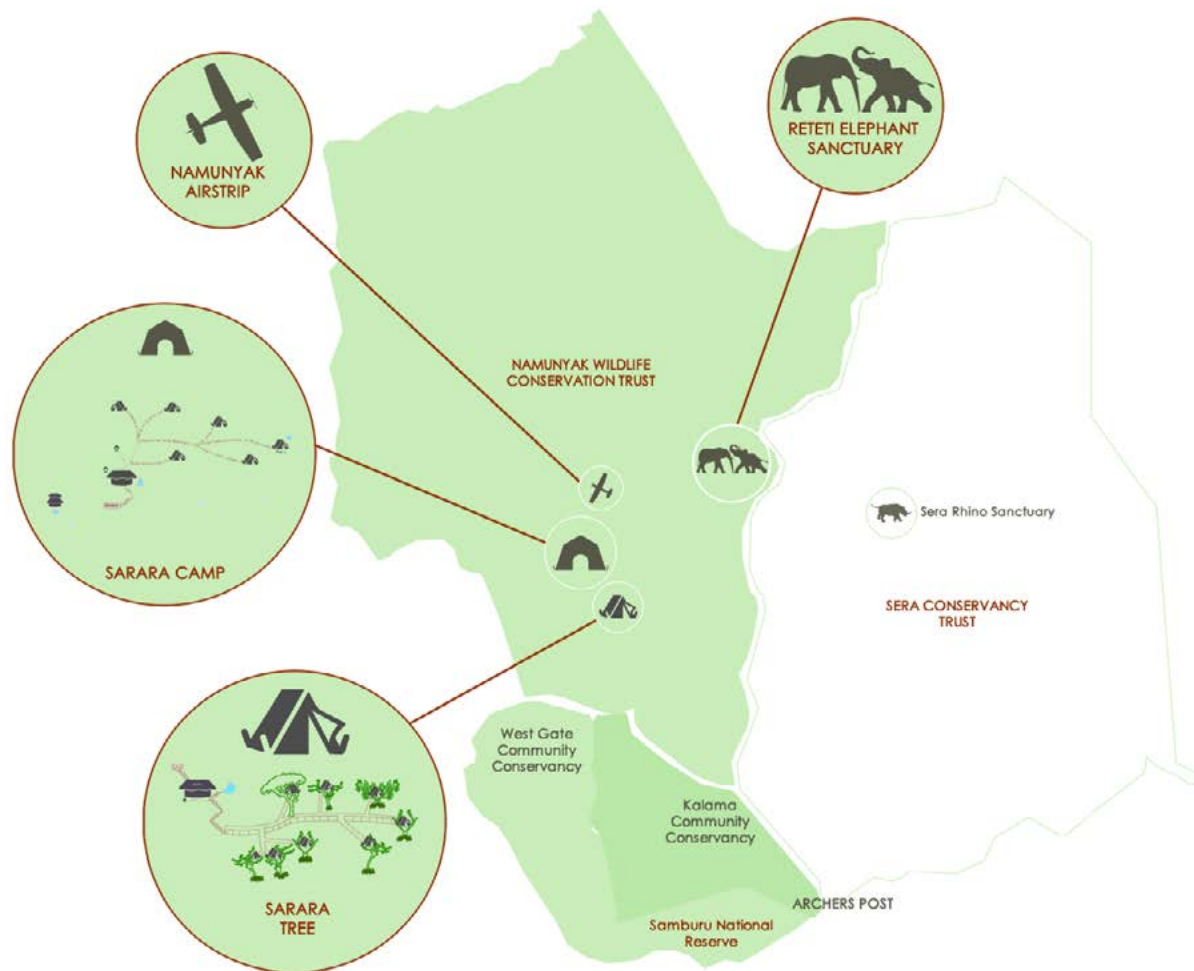 NAMUNYAK
AIRSTRIP
RETETI ELEPHANT
SANCTUARY
NAMUNYAK WILDLIFE
CONSERVATION TRUST
Sera Rhino Sanctuary
SARARA CAMP
SERA CONSERVANCY
TRUST
West Gate
Community
Conservancy
Kalama
Community
Conservancy
SARARA
TREE
ARCHERS POST
Samburu National
Reserve